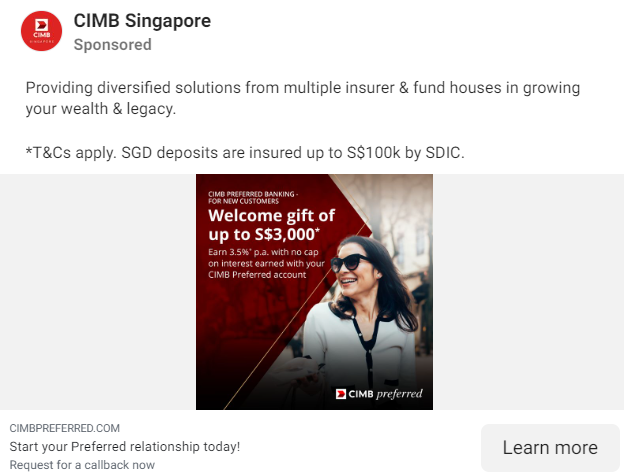 CIMB Singapore
Sponsored
Providing diversified solutions from multiple insurer & fund houses in growing
your wealth & legacy.
*T&Cs apply. SGD deposits are insured up to S$100k by SDIC.
CIMB PREFERRED BANKING -
FOR NEW CUSTOMERS
Welcome gift of
up to S$3,000*
Earn 3.5%* p.a. with no cap
on interest earned with your
CIMB Preferred account
CIMB preferred
CIMBPREFERRED.COM
Start your Preferred relationship today!
Request for a callback now
Learn more
CIMB
SINGAPORE